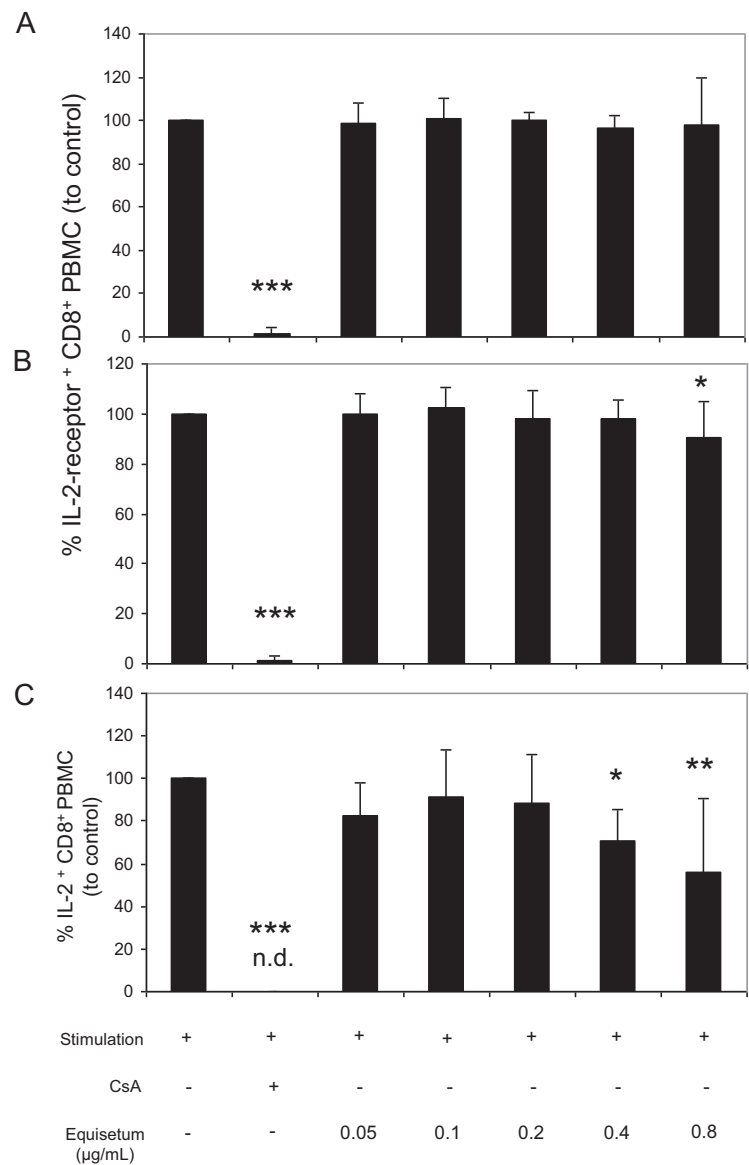 A
% IL-2-receptor + CD8+ PBMC (to control)
140
120
100
80
60
40
20
0
***
B
120
100
80
60
40
20
0
***
*
C
% IL-2 + CD8+ PBMC
(to control)
140
120
100
80
60
40
20
0
***
n.d.
*
**
Stimulation + + + + + + +
CsA - + - - - - -
Equisetum - - 0.05 0.1 0.2 0.4 0.8
(µg/mL)